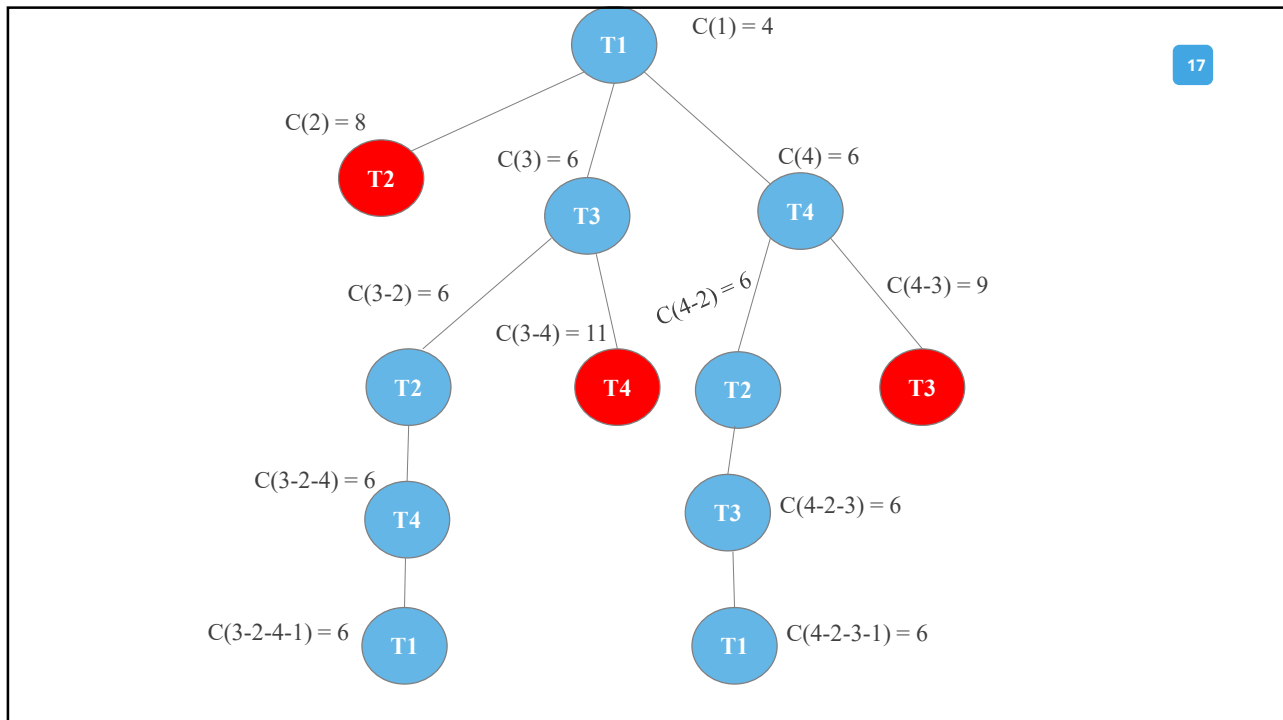 C(1) = 4
T1
17
C(2) = 8
C(3) = 6
C(4) = 6
T2
T3
T4
C(3-2) = 6
C(4-2) = 6
C(4-3) = 9
C(3-4) = 11
T2
T4
T2
T3
C(3-2-4) = 6
T4
T3
C(4-2-3) = 6
C(3-2-4-1) = 6
T1
T1
C(4-2-3-1) = 6